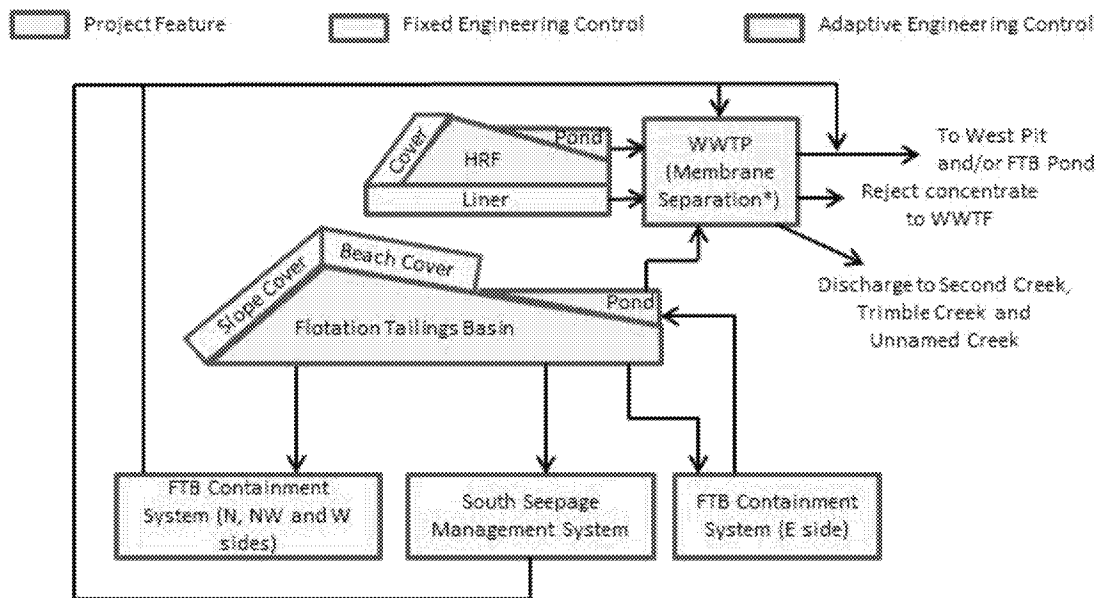 Project Feature
Fixed Engineering Control
Adaptive Engineering Control
Cover
Pond
HRF
Liner
WWTP
(Membrane
Separation*)
To West Pit
and/or FTB Pond
Reject concentrate
to WWTF
Discharge to Second Creek,
Trimble Creek and
Unnamed Creek
Slope Cover
Beach Cover
Pond
Flotation Tailings Basin
FTB Containment
System (N, NW and W
sides)
South Seepage
Management System
FTB Containment
System (E side)